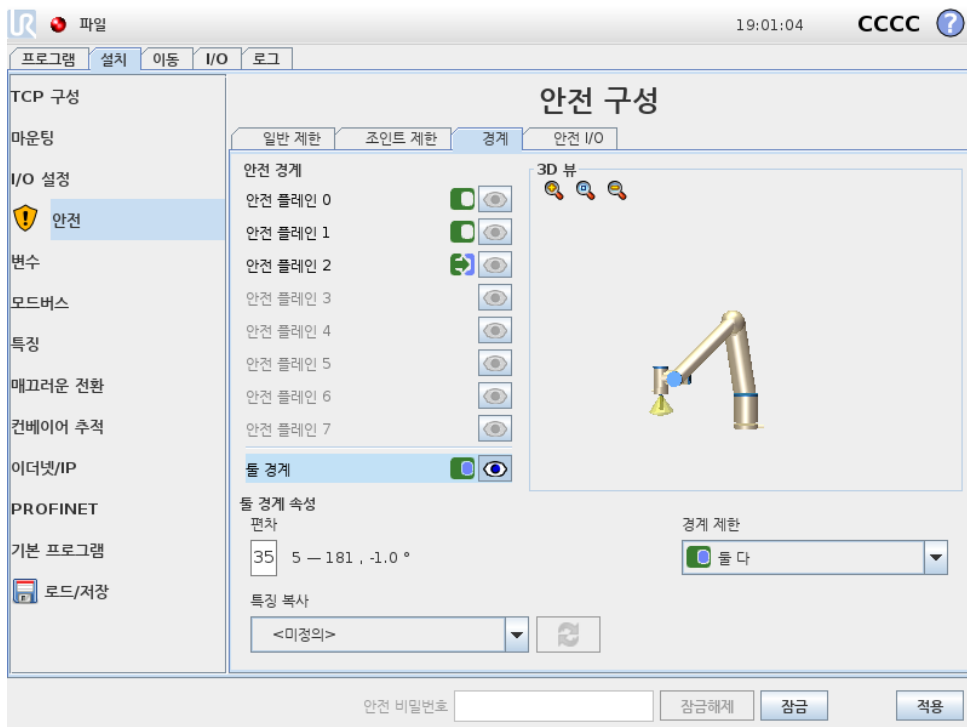 UR 파일 19:01:04 CCCC ?
프로그램 설치 이동 I/O 로그
TCP 구성
마운팅
I/O 설정
안전
변수
모드버스
특징
매끄러운 전환
컨베이어 추적
이더넷/IP
PROFINET
기본 프로그램
로드/저장
안전 구성
일반 제한 조인트 제한 경계 안전 I/O
안전 경계
안전 플레인 0
안전 플레인 1
안전 플레인 2
안전 플레인 3
안전 플레인 4
안전 플레인 5
안전 플레인 6
안전 플레인 7
툴 경계
3D 뷰
툴 경계 속성
편차
35 5 — 181 , -1.0 °
경계 제한
둘 다
특징 복사
<미정의>
안전 비밀번호 잠금해제 잠금 적용